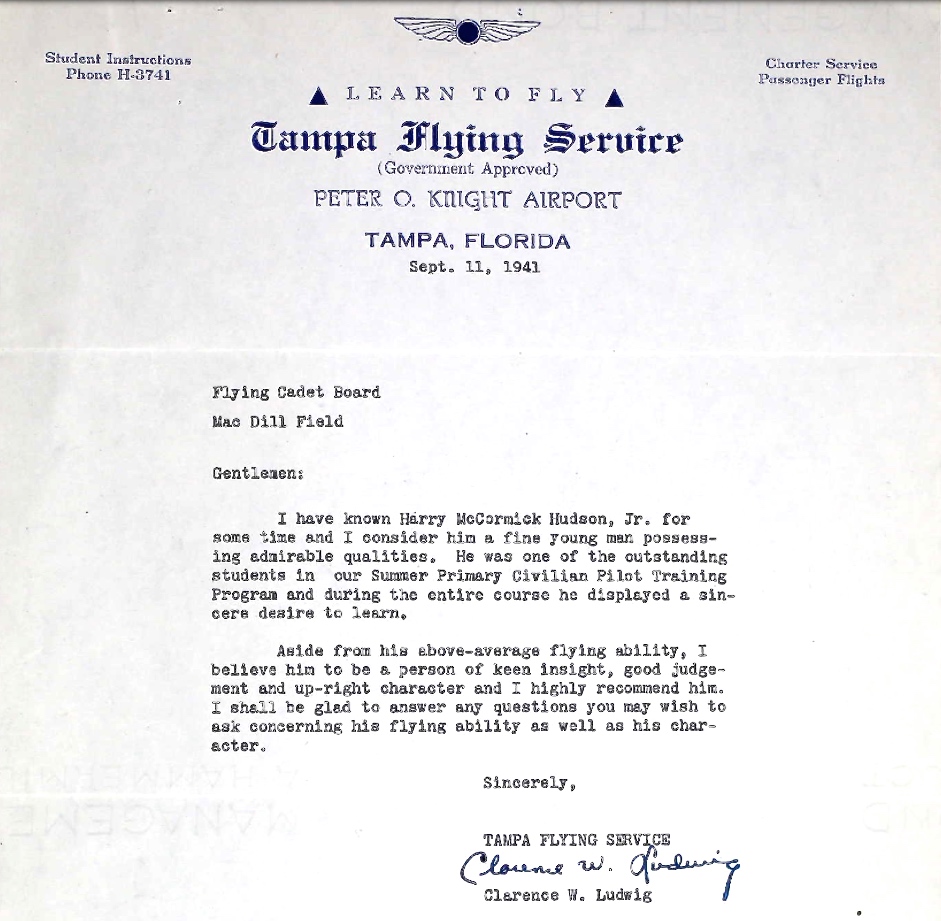 Student Instructions
Phone H-3741
Charter Service
Passenger Flights
LEARN TO FLY
Tampa Flying Service
(Government Approved)
PETER O. KNIGHT AIRPORT
TAMPA, FLORIDA
Sept. 11, 1941
Flying Cadet Board
Mac Dill Field
Gentlemen:
I have known Harry McCormick Hudson, Jr. for
some time and I consider him a fine young man possess-
ing admirable qualities. He was one of the outstanding
students in our Summer Primary Civilian Pilot Training
Program and during the entire course he displayed a sin-
cere desire to learn.
Aside from his above-average flying ability, I
believe him to be a person of keen insight, good judge-
ment and up-right character and I highly recommend him.
I shall be glad to answer any questions you may wish to
ask concerning his flying ability as well as his char-
acter.
Sincerely,
TAMPA FLYING SERVICE
Clarence W. Ludwig
Clarence W. Ludwig